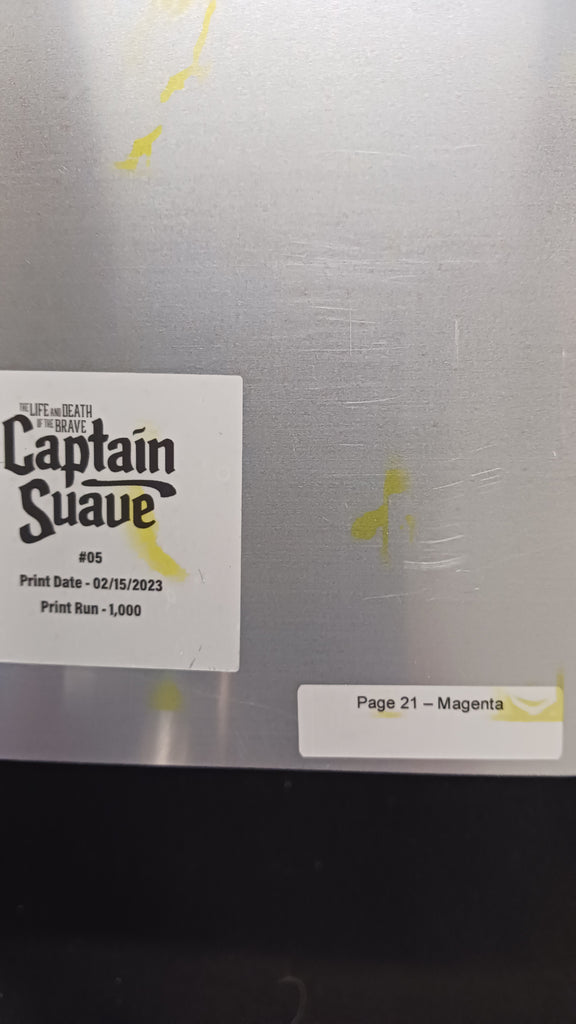 THE LIFE AND DEATH
OF THE BRAVE
Captain
Suave
#05
Print Date - 02/15/2023
Print Run - 1,000
Page 21 – Magenta